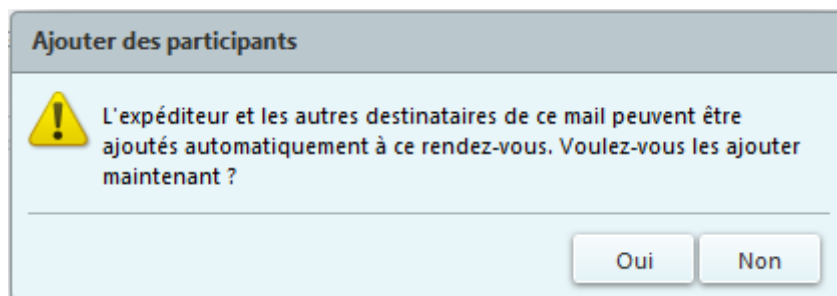 Ajouter des participants
L'expéditeur et les autres destinataires de ce mail peuvent être
ajoutés automatiquement à ce rendez-vous. Voulez-vous les ajouter
maintenant ?
Oui Non